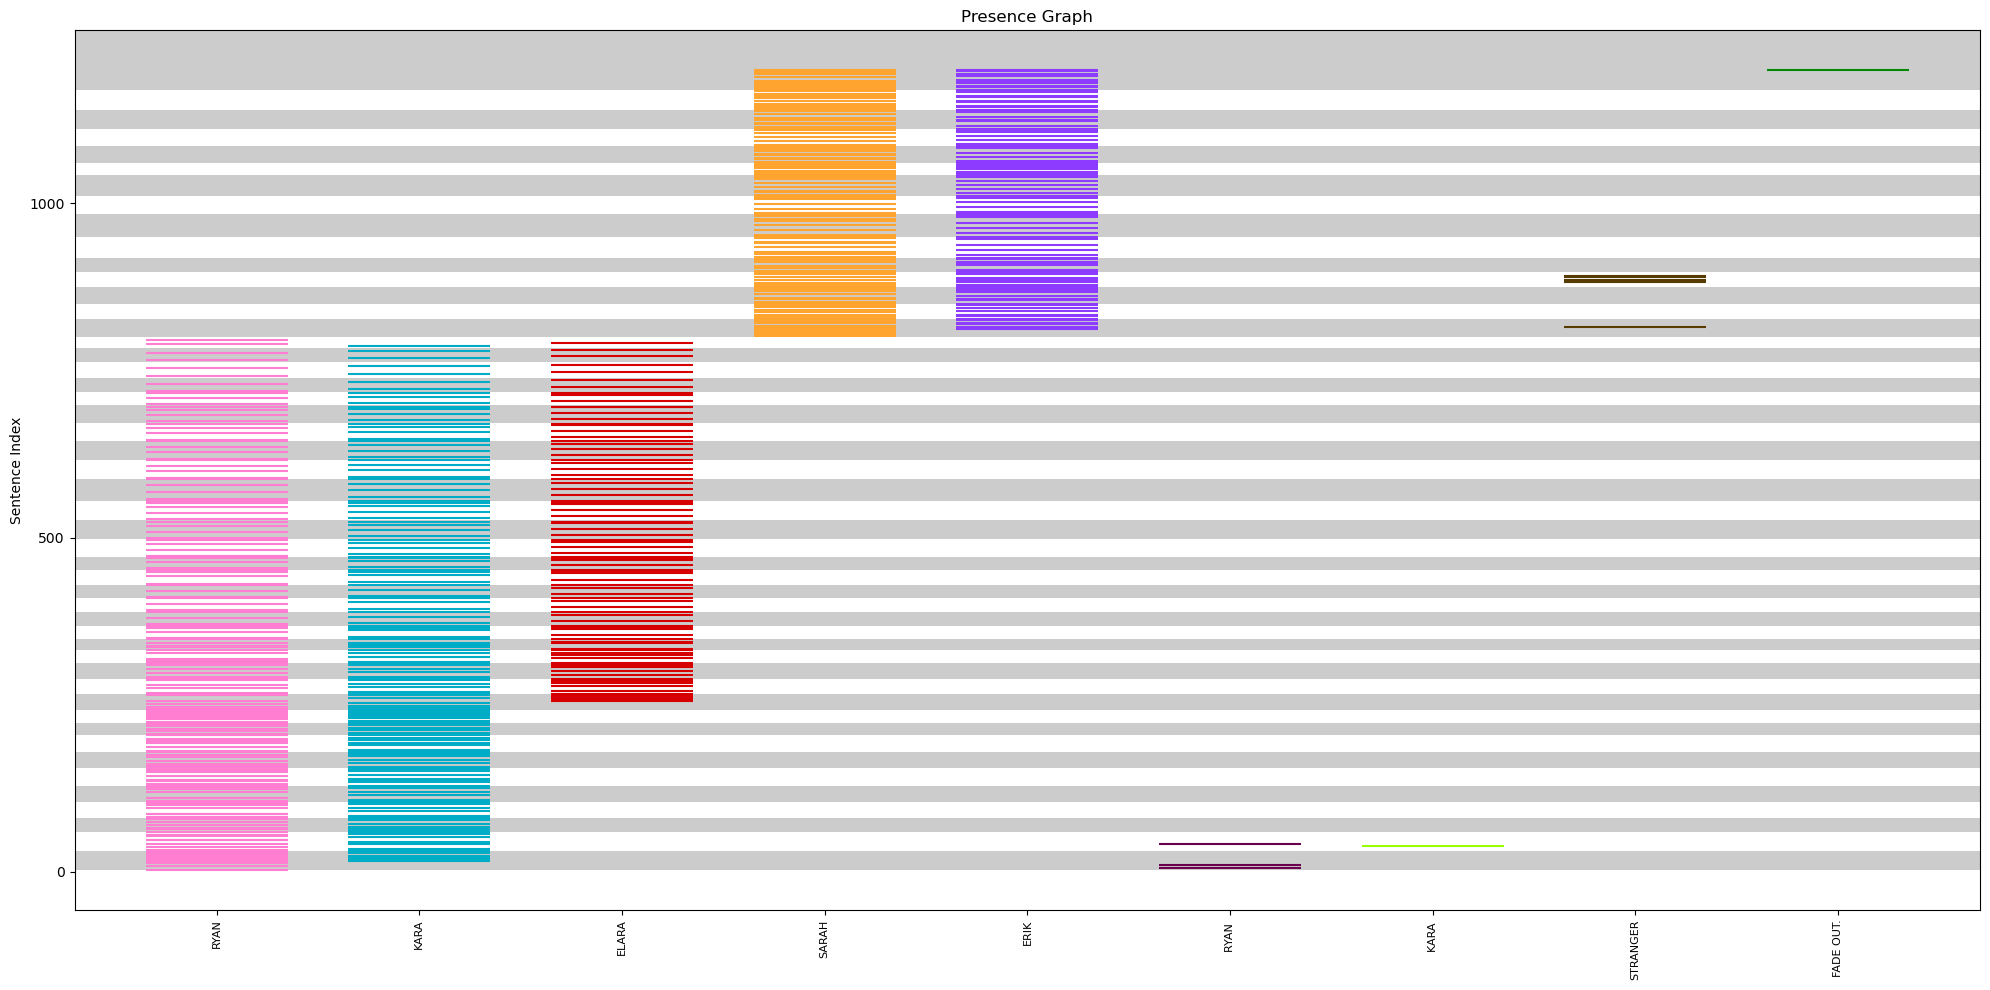 Presence Graph
1000
500
0
Sentence Index
RYAN
KARA
ELARA
SARAH
ERIK
RYAN
KARA
STRANGER
FADE OUT.